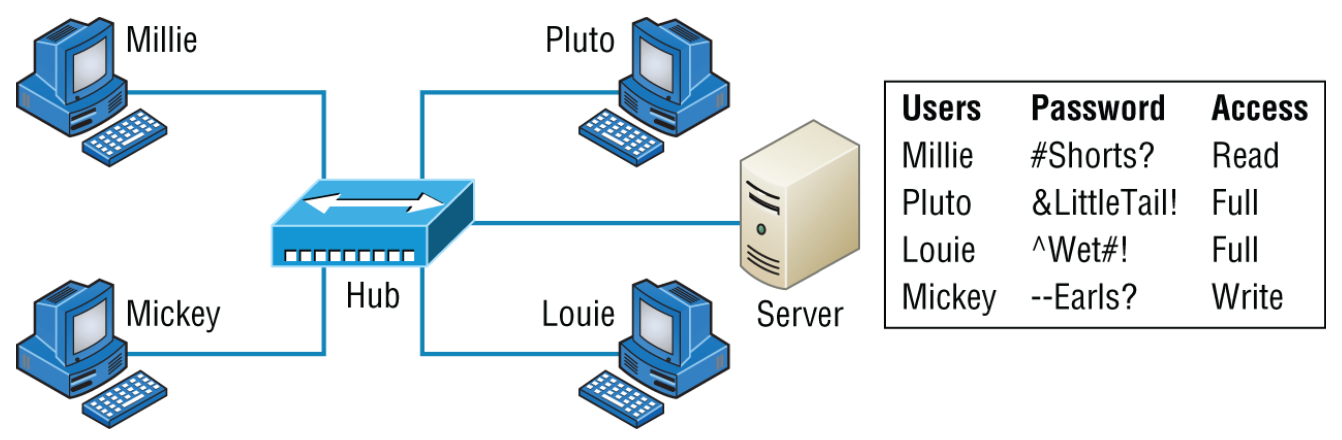 Millie
Pluto
Mickey
Hub
Louie
Server
Users Password Access
Millie #Shorts? Read
Pluto &LittleTail! Full
Louie ^Wet#! Full
Mickey --Earls? Write